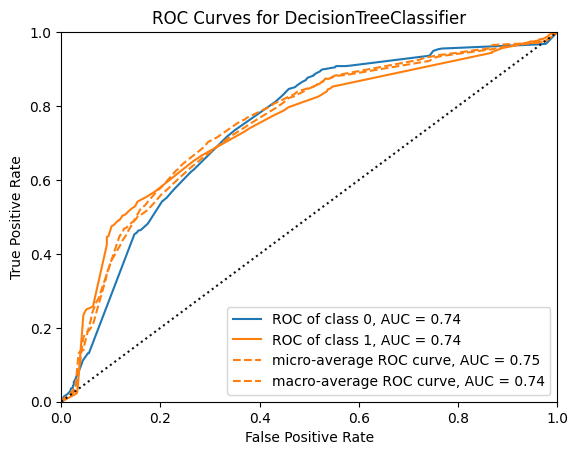 ROC Curves for DecisionTreeClassifier
1.0
0.8
0.6
0.4
0.2
0.0
True Positive Rate
ROC of class 0, AUC = 0.74
ROC of class 1, AUC = 0.74
micro-average ROC curve, AUC = 0.75
macro-average ROC curve, AUC = 0.74
0.0 0.2 0.4 0.6 0.8 1.0
False Positive Rate